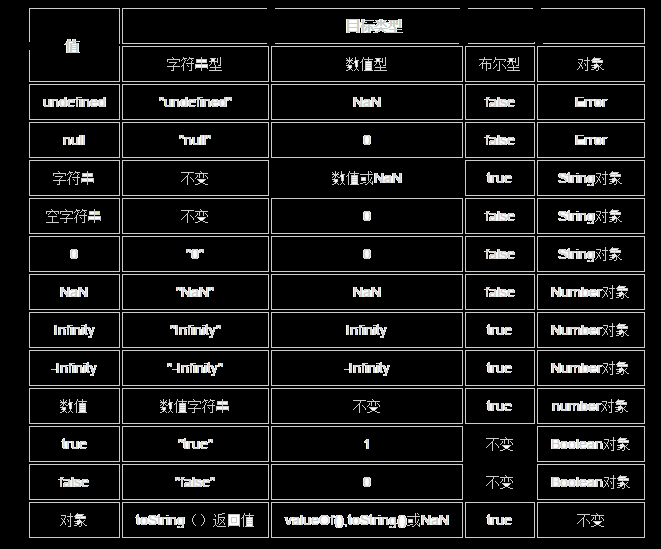 值 目标类型
字符串型 数值型 布尔型 对象
undefined "undefined" NaN false Error
null "null" 0 false Error
字符串 不变 数值或NaN true String对象
空字符串 不变 0 false String对象
0 "0" 0 false String对象
NaN "NaN" NaN false Number对象
Infinity "Infinity" Infinity true Number对象
-Infinity "-Infinity" -Infinity true Number对象
数值 数值字符串 不变 true number对象
true "true" 1 不变 Boolean对象
false "false" 0 不变 Boolean对象
对象 toString（）返回值 valueOf(),toString()或NaN true 不变